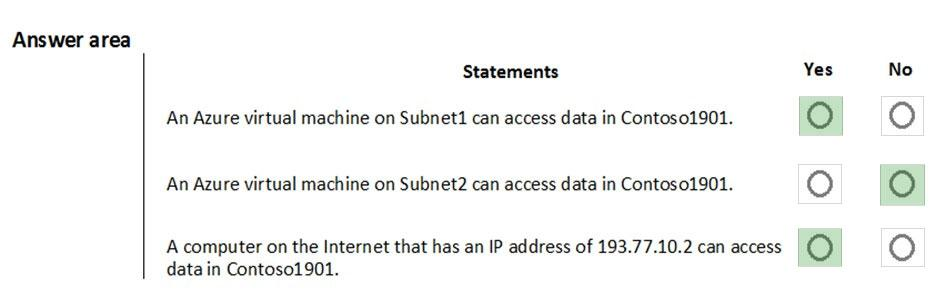 Answer area
Statements Yes No
An Azure virtual machine on Subnet1 can access data in Contoso1901.
An Azure virtual machine on Subnet2 can access data in Contoso1901.
A computer on the Internet that has an IP address of 193.77.10.2 can access
data in Contoso1901.